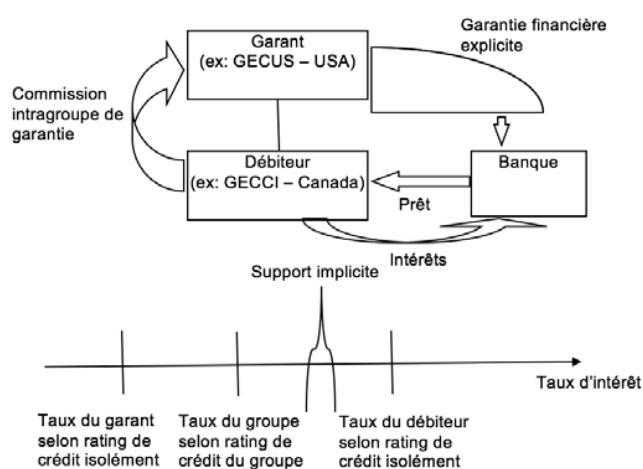 Garantie financière
explicite
Garant
(ex: GECUS – USA)
Commission
intragroupe de
garantie
Débiteur
(ex: GECCI – Canada)
Banque
Prêt
Intérêts
Support implicite
Taux d'intérêt
Taux du garant
selon rating de
crédit isolément
Taux du groupe
selon rating de
crédit du groupe
Taux du débiteur
selon rating de
crédit isolément